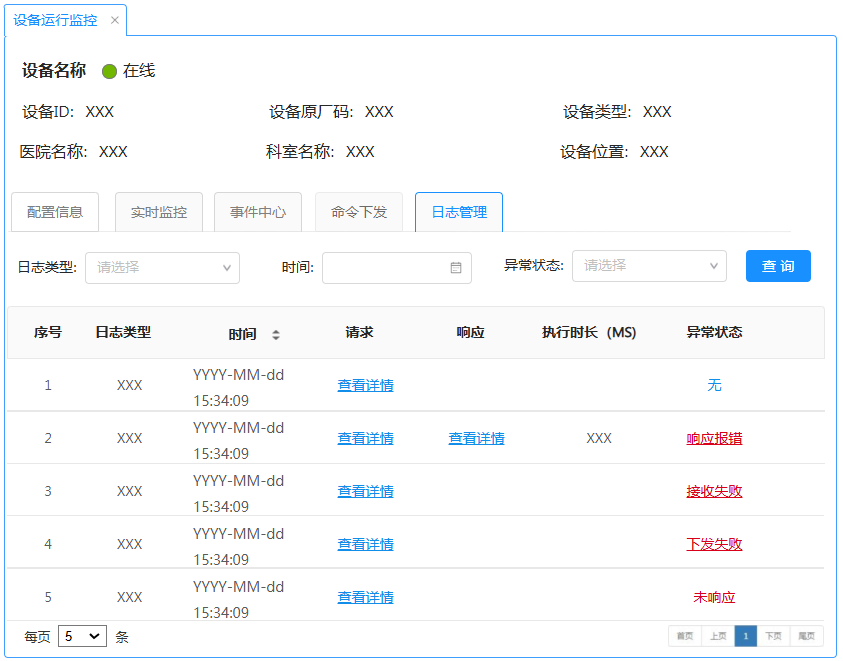 设备运行监控 ×
设备名称 在线
设备ID: XXX 设备原厂码: XXX 设备类型: XXX
医院名称: XXX 科室名称: XXX 设备位置: XXX
配置信息 实时监控 事件中心 命令下发 日志管理
日志类型: 请选择 时间: 异常状态: 请选择 查 询
序号 日志类型 时间 请求 响应 执行时长（MS) 异常状态
1 XXX YYYY-MM-dd 查看详情 无
15:34:09
2 XXX YYYY-MM-dd 查看详情 查看详情 XXX 响应报错
15:34:09
3 XXX YYYY-MM-dd 查看详情 接收失败
15:34:09
4 XXX YYYY-MM-dd 查看详情 下发失败
15:34:09
5 XXX YYYY-MM-dd 查看详情 未响应
15:34:09
每页 5 条 首页 上页 1 下页 尾页